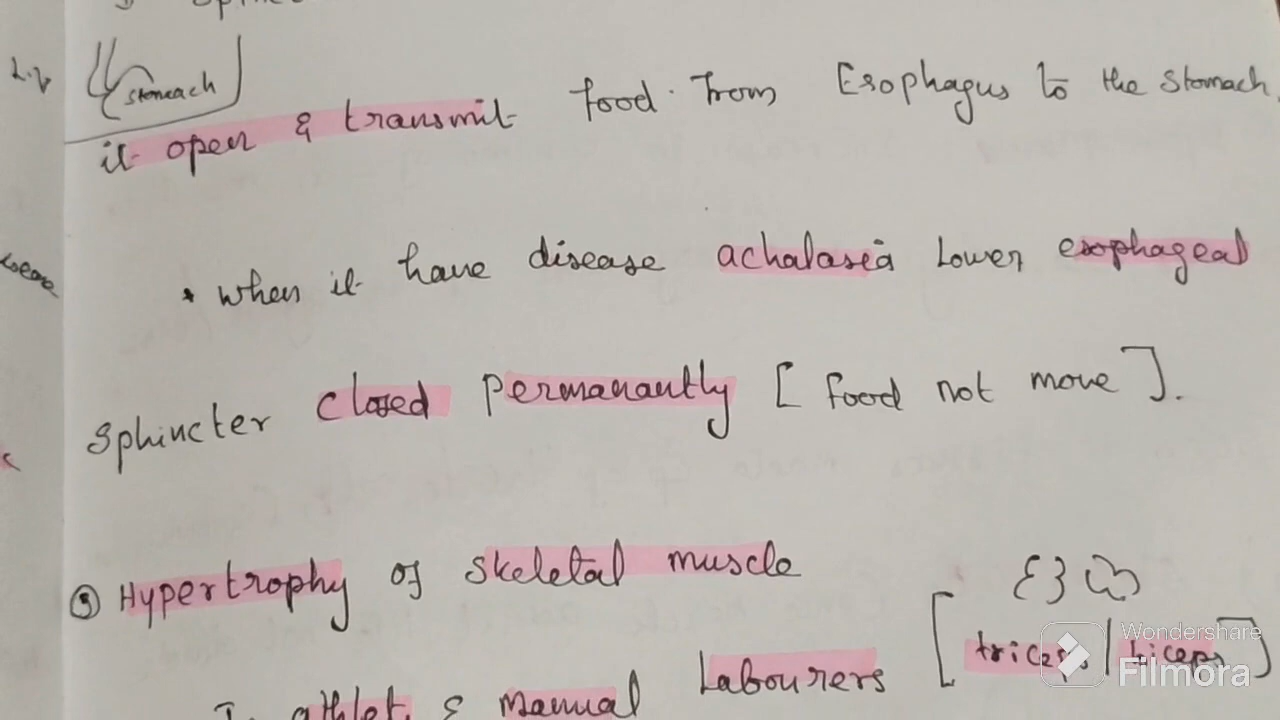 stomach
it open & transmit food from Esophagus to the stomach.
* when it have disease achalasia Lower esophageal
sphincter closed permanantly [ food not move ].
③ Hypertrophy of skeletal muscle
[ triceps | biceps ]
In athlet & manual Labourers
Wondershare
Filmora